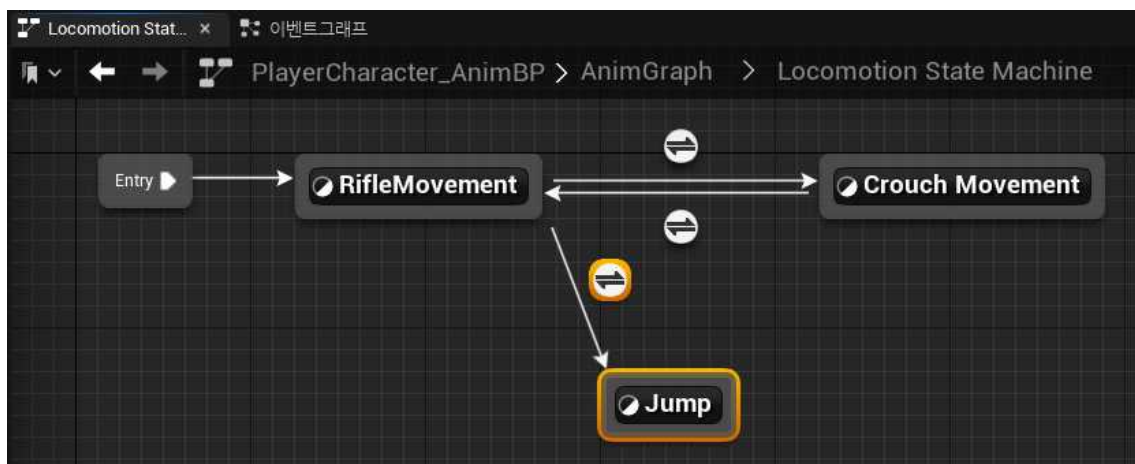 Locomotion Stat...
이벤트그래프
PlayerCharacter_AnimBP > AnimGraph > Locomotion State Machine
Entry
RifleMovement
Crouch Movement
Jump